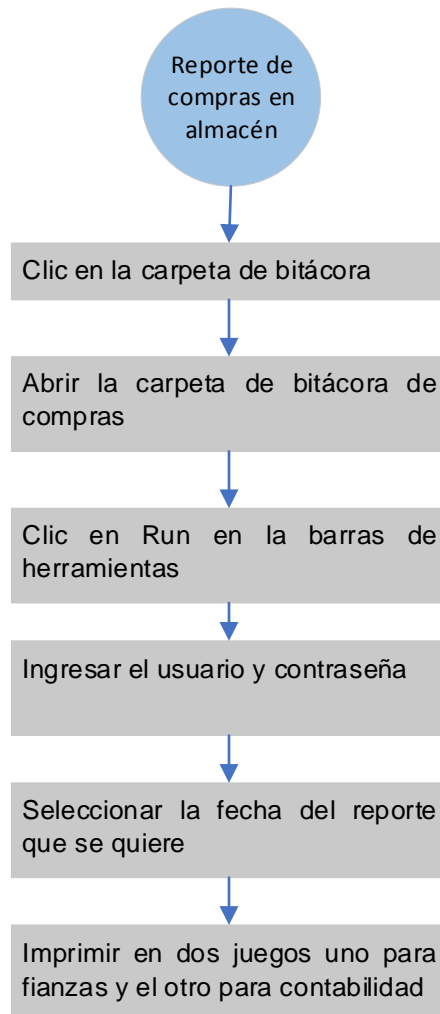 Reporte de
compras en
almacén
Clic en la carpeta de bitácora
Abrir la carpeta de bitácora de
compras
Clic en Run en la barras de
herramientas
Ingresar el usuario y contraseña
Seleccionar la fecha del reporte
que se quiere
Imprimir en dos juegos uno para
fianzas y el otro para contabilidad